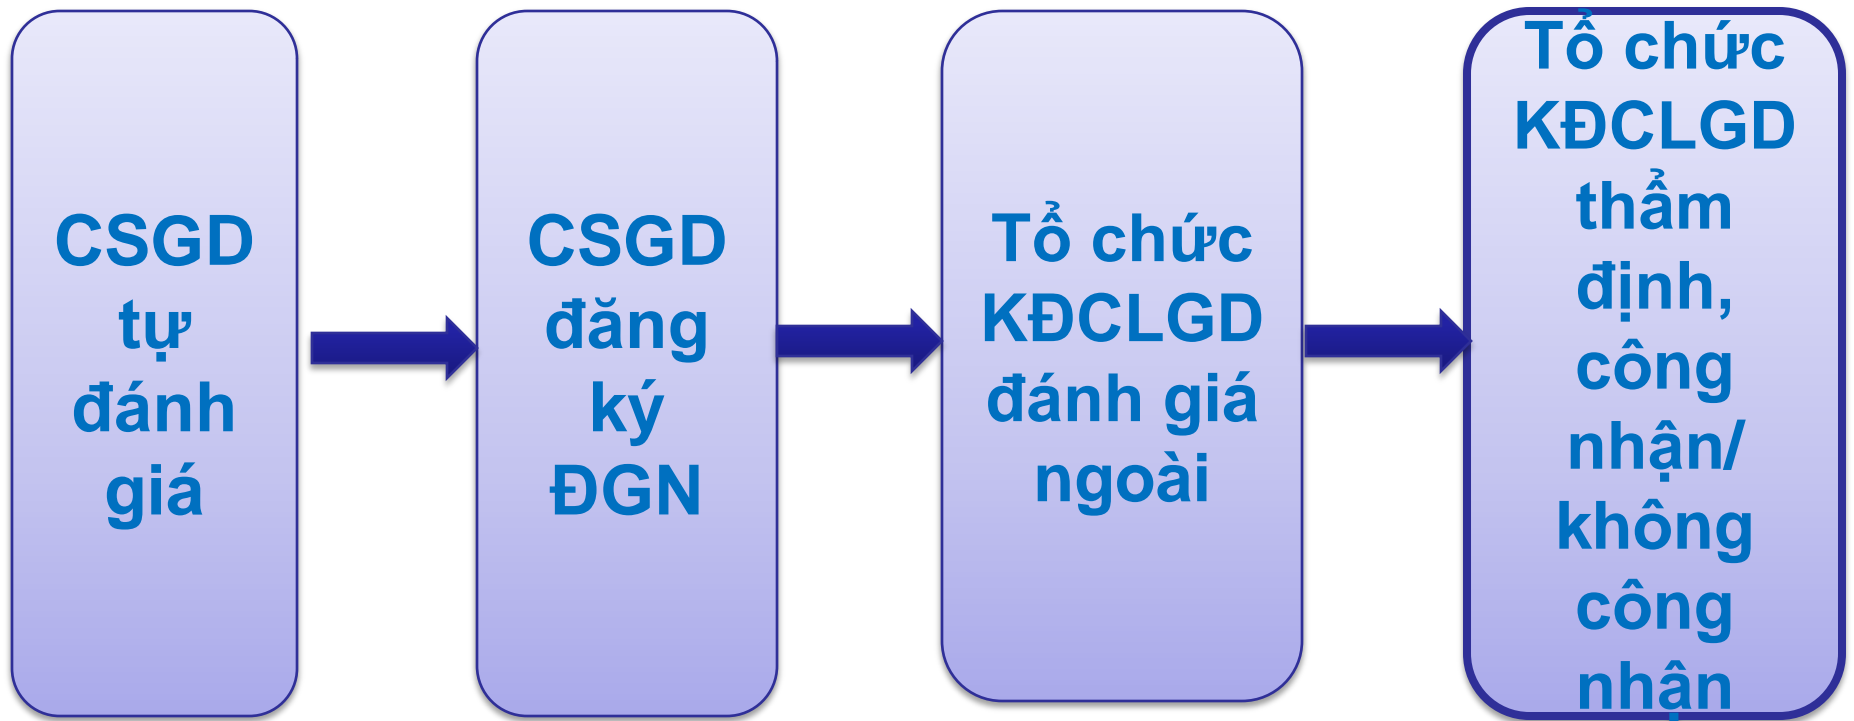 CSGD
tự
đánh
giá
CSGD
đăng
ký
ĐGN
Tổ chức
KĐCLGD
đánh giá
ngoài
Tổ chức
KĐCLGD
thẩm
định,
công
nhận/
không
công
nhận